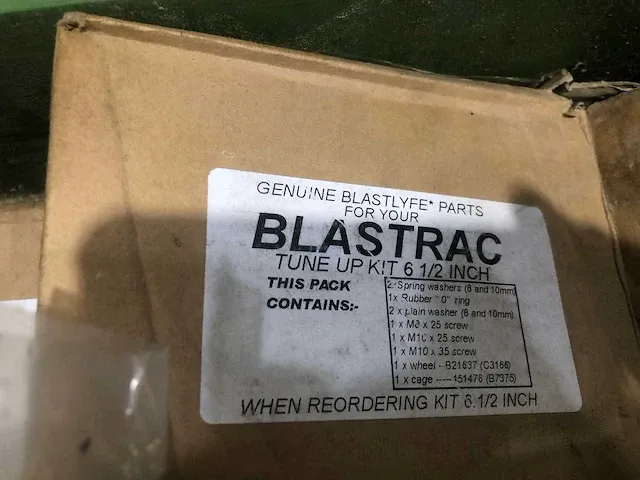 GENUINE BLASTLYFE* PARTS
FOR YOUR
BLASTRAC
TUNE UP KIT 6 1/2 INCH
THIS PACK
CONTAINS:-
2 x Spring washers (8 and 10mm)
1x Rubber "0" ring
2 x plain washer (8 and 10mm)
1 x M8 x 25 screw
1 x M10 x 25 screw
1 x M10 x 35 screw
1 x wheel - B21637 (C3166)
1 x cage -----151476 (B7375)
WHEN REORDERING KIT 6.1/2 INCH